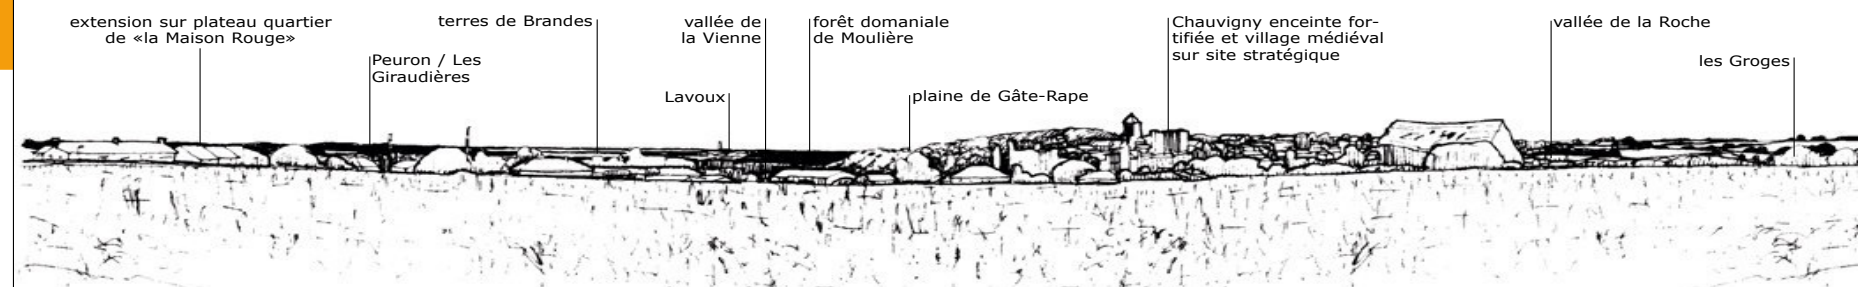 extension sur plateau quartier
de «la Maison Rouge»
Peuron / Les
Giraudières
terres de Brandes
Lavoux
vallée de
la Vienne
forêt domaniale
de Moulière
plaine de Gâte-Rape
Chauvigny enceinte for-
tifiée et village médiéval
sur site stratégique
vallée de la Roche
les Groges